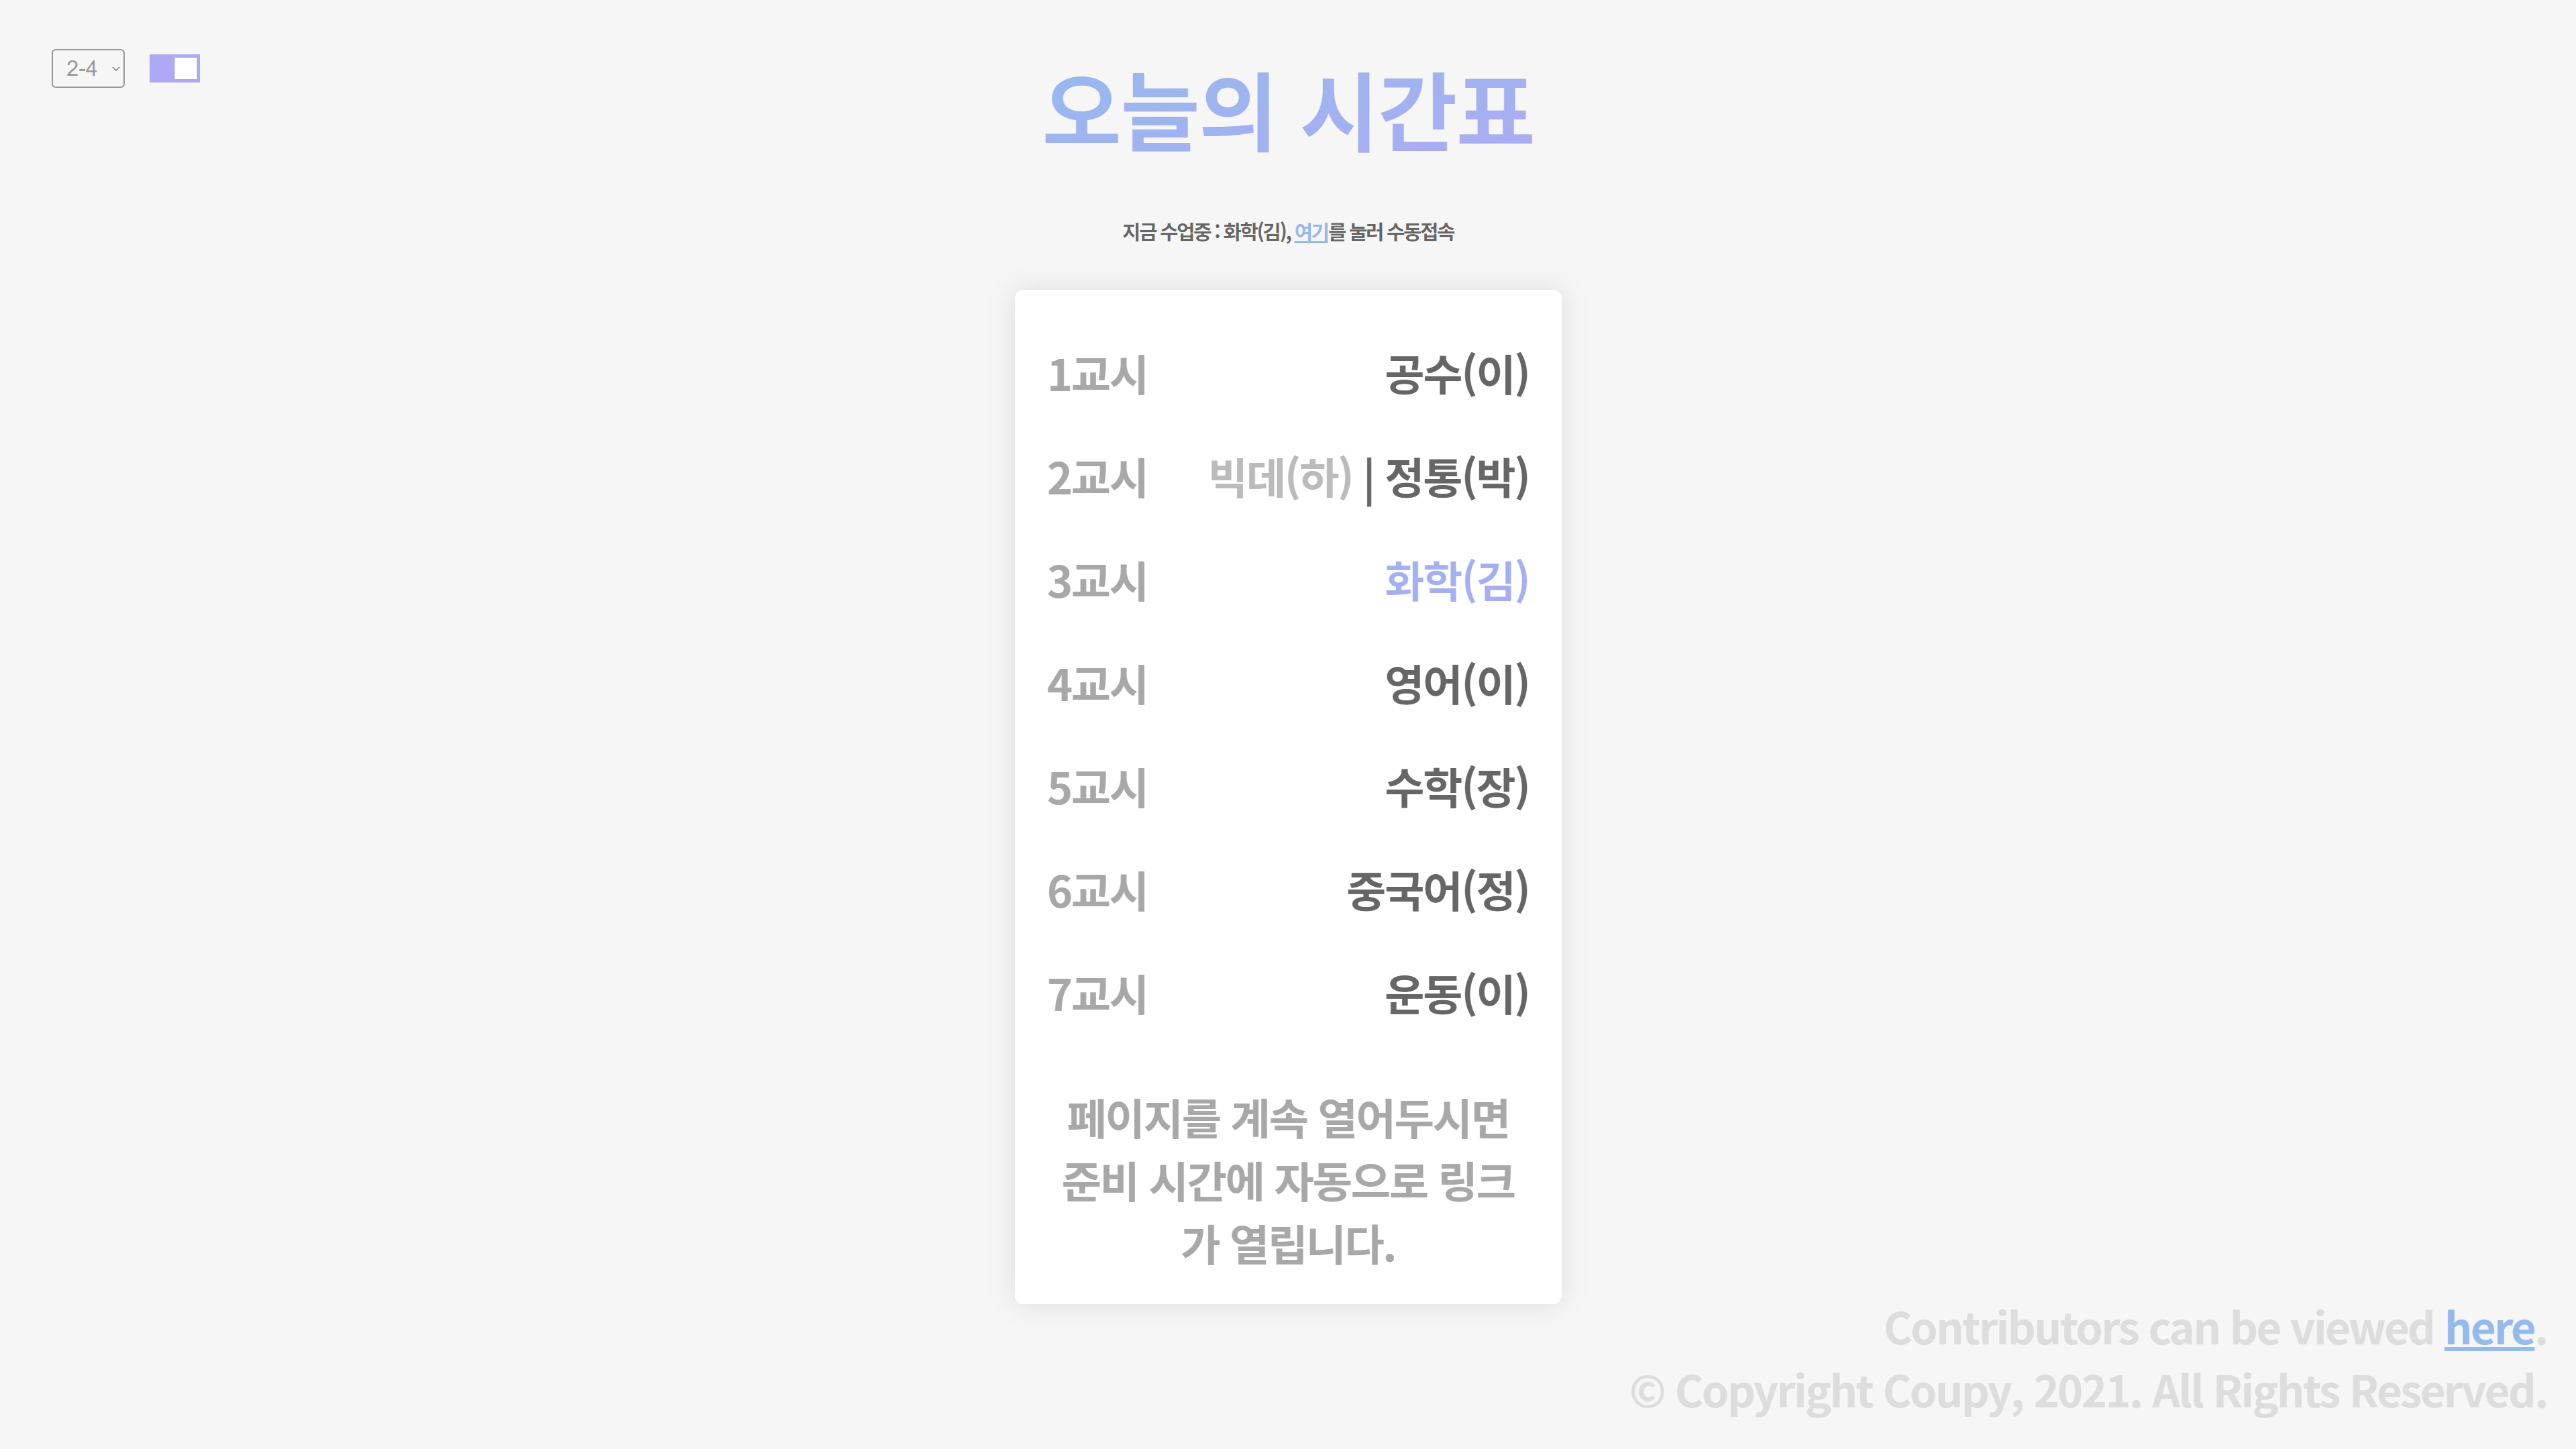 2-4
오늘의 시간표
지금 수업중 : 화학(김), 여기를 눌러 수동접속
1교시 공수(이)
2교시 빅데(하) | 정통(박)
3교시 화학(김)
4교시 영어(이)
5교시 수학(장)
6교시 중국어(정)
7교시 운동(이)
페이지를 계속 열어두시면
준비 시간에 자동으로 링크
가 열립니다.
Contributors can be viewed here.
© Copyright Coupy, 2021. All Rights Reserved.